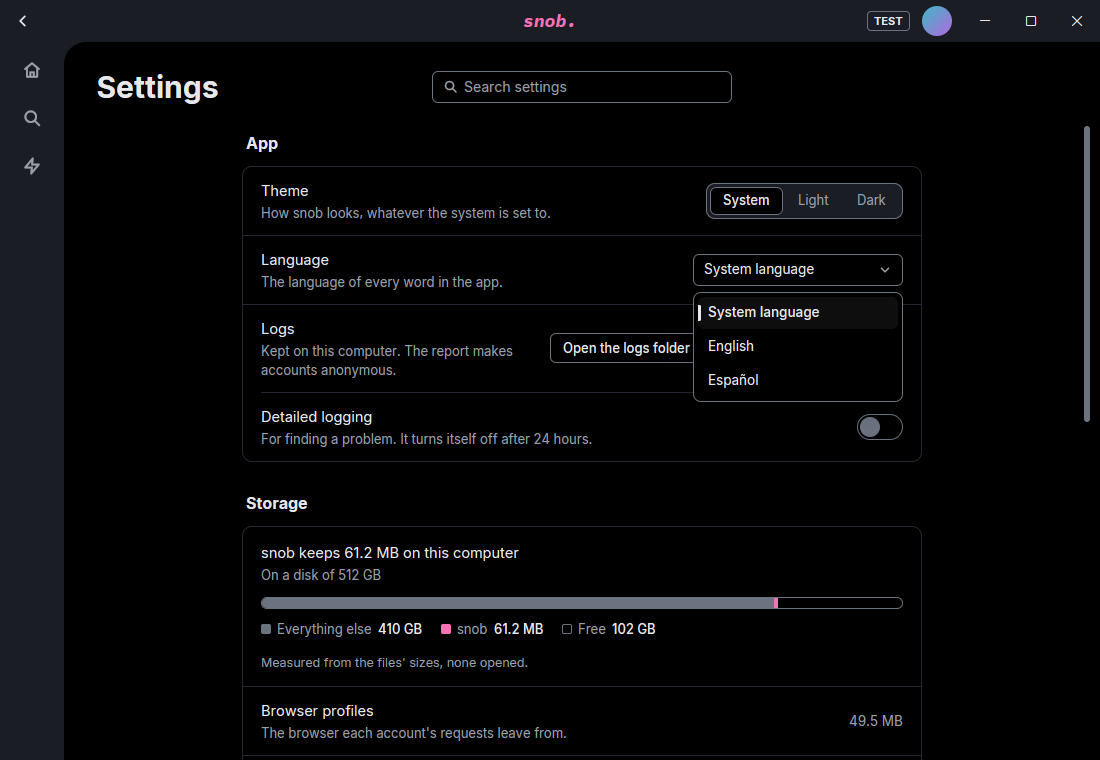 snob.
TEST
Settings
Search settings
App
Theme
How snob looks, whatever the system is set to.
System
Light
Dark
Language
The language of every word in the app.
System language
System language
English
Español
Logs
Kept on this computer. The report makes
accounts anonymous.
Open the logs folder
Detailed logging
For finding a problem. It turns itself off after 24 hours.
Storage
snob keeps 61.2 MB on this computer
On a disk of 512 GB
Everything else 410 GB
snob 61.2 MB
Free 102 GB
Measured from the files' sizes, none opened.
Browser profiles
The browser each account's requests leave from.
49.5 MB